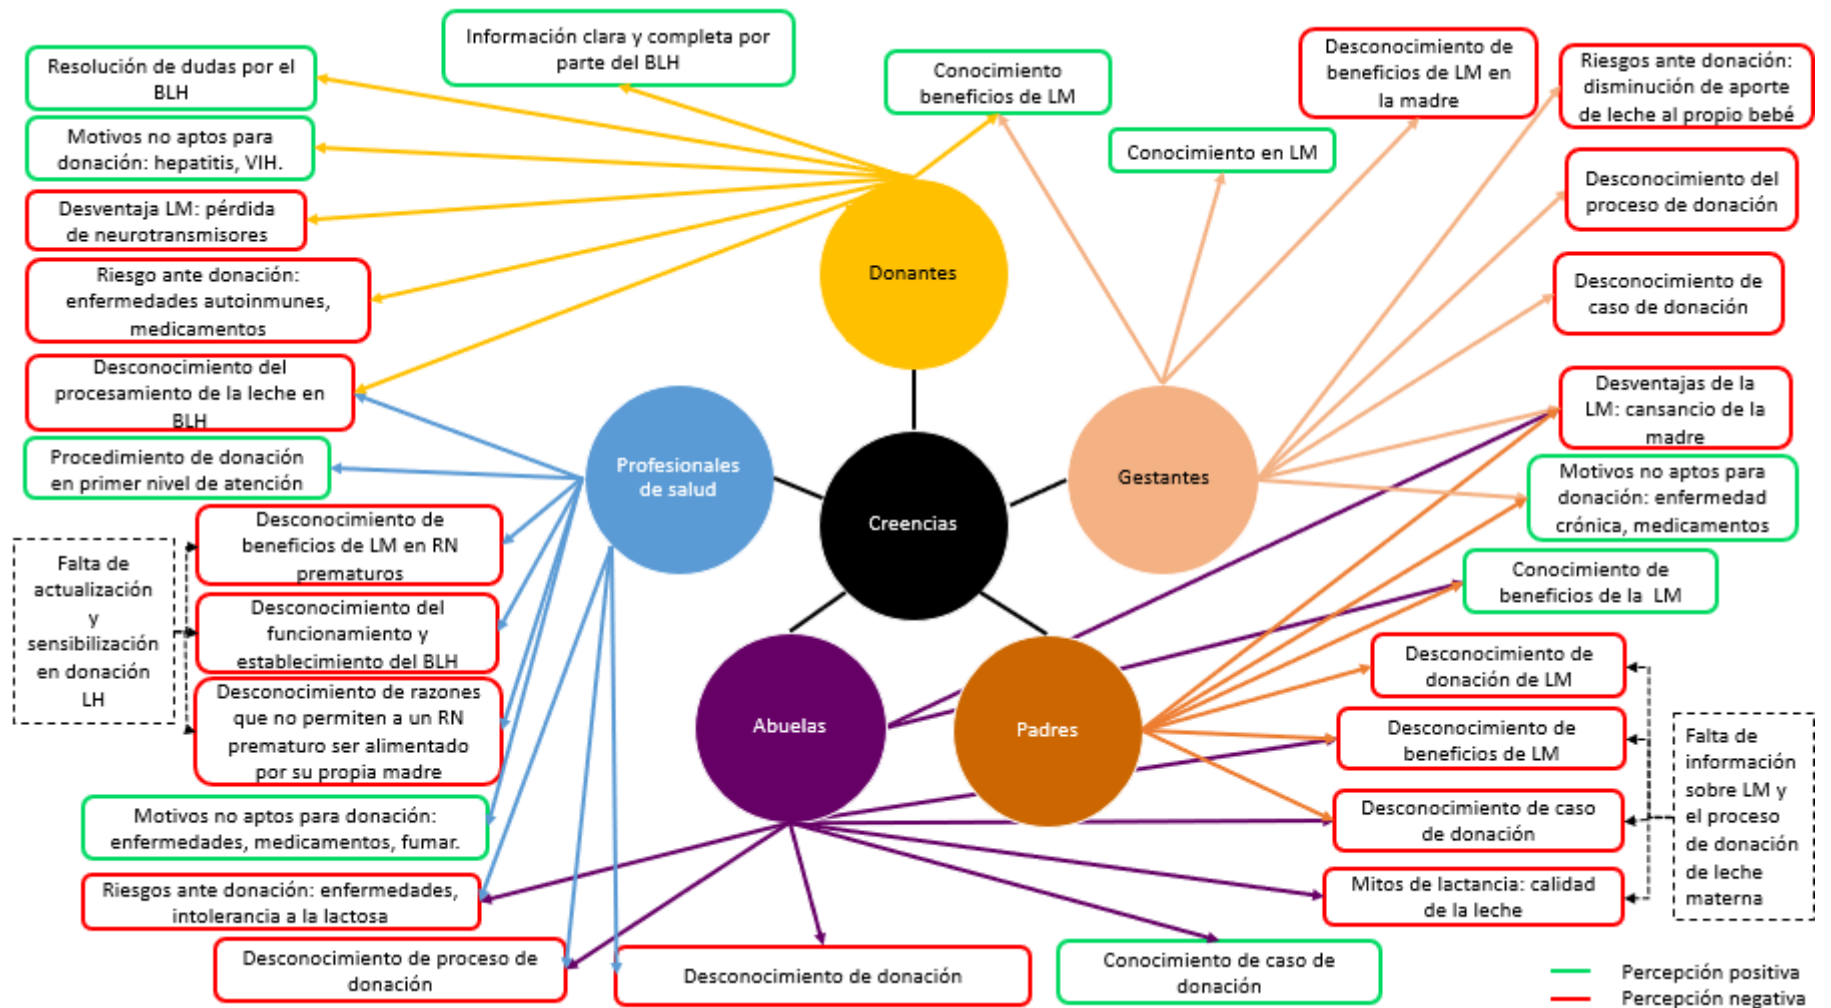 Información clara y completa por
parte del BLH
Resolución de dudas por el
BLH
Conocimiento
beneficios de LM
Desconocimiento de
beneficios de LM en
la madre
Riesgos ante donación:
disminución de aporte
de leche al propio bebé
Motivos no aptos para
donación: hepatitis, VIH.
Conocimiento en LM
Desconocimiento del
proceso de donación
Desventaja LM: pérdida
de neurotransmisores
Donantes
Desconocimiento de
caso de donación
Riesgo ante donación:
enfermedades autoinmunes,
medicamentos
Desconocimiento del
procesamiento de la leche en
BLH
Desventajas de la
LM: cansancio de la
madre
Procedimiento de donación
en primer nivel de atención
Profesionales
de salud
Gestantes
Motivos no aptos para
donación: enfermedad
crónica, medicamentos
Creencias
Desconocimiento de
beneficios de LM en RN
prematuros
Falta de
actualización
y
sensibilización
en donación
LH
Conocimiento de
beneficios de la LM
Desconocimiento del
funcionamiento y
establecimiento del BLH
Desconocimiento de
donación de LM
Desconocimiento de razones
que no permiten a un RN
prematuro ser alimentado
por su propia madre
Abuelas
Padres
Desconocimiento de
beneficios de LM
Falta de
información
sobre LM y
el proceso
de donación
de leche
materna
Motivos no aptos para donación:
enfermedades, medicamentos, fumar.
Desconocimiento de caso
de donación
Riesgos ante donación: enfermedades,
intolerancia a la lactosa
Mitos de lactancia: calidad
de la leche
Desconocimiento de proceso de
donación
Desconocimiento de donación
Conocimiento de caso de
donación
Percepción positiva
Percepción negativa